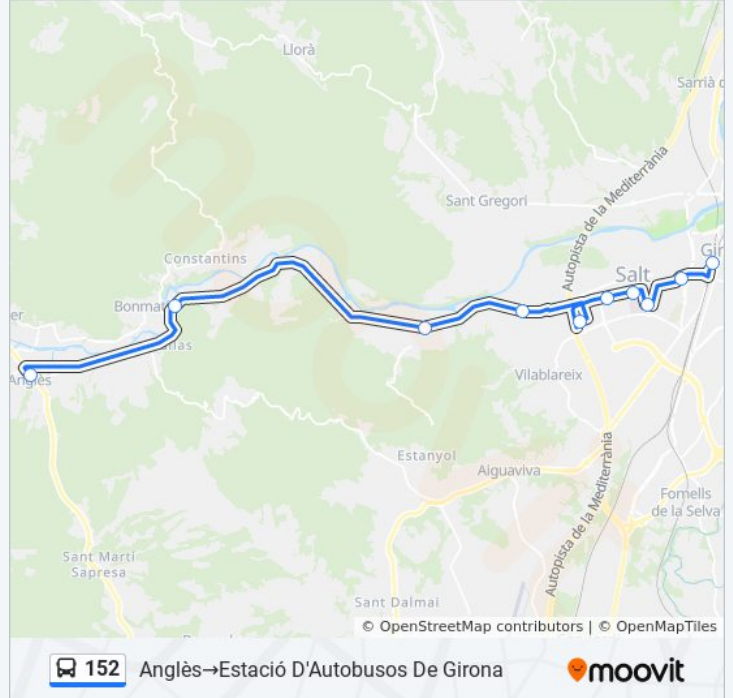 Llorà
Sarrià d
Autopista de la Mediterrània
Sant Gregori
Constantins
Salt
Gir
Bonmat
er
Anglès
Vilablareix
Estanyol
Aiguaviva
Autopista de la Mediterrània
Fornells
de la Selva
Sant Martí
Sapresa
Sant Dalmai
© OpenStreetMap contributors | © OpenMapTiles
152 Anglès→Estació D'Autobusos De Girona
moovit